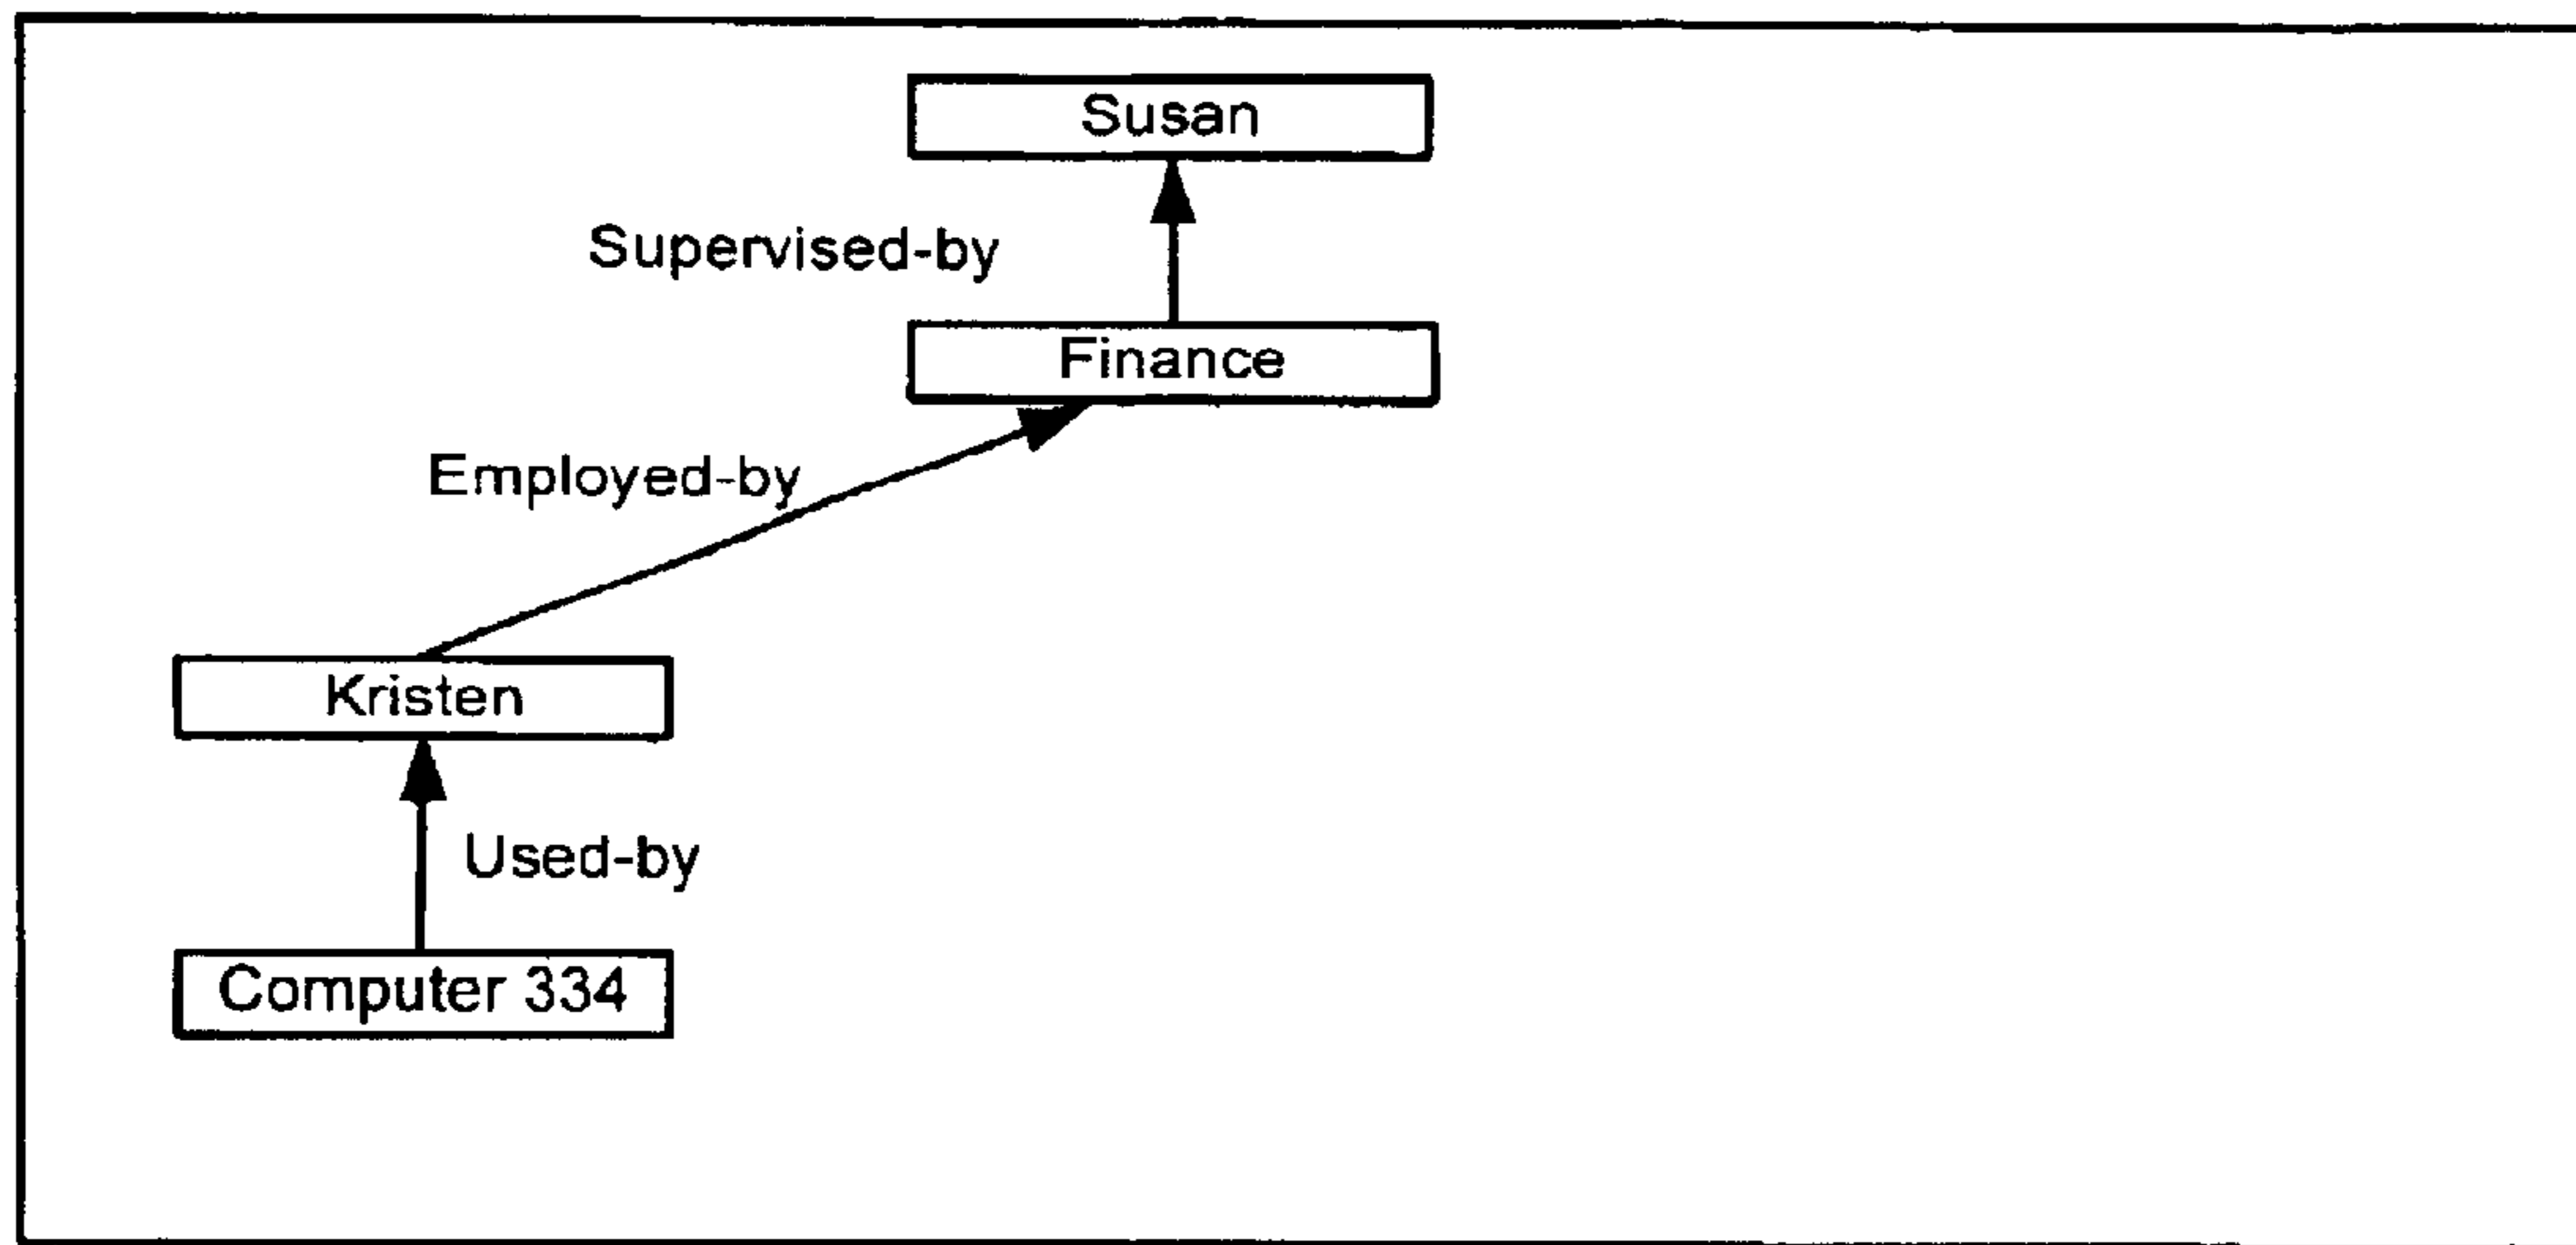 Susan
Supervised-by
Finance
Employed-by
Kristen
Used-by
Computer 334